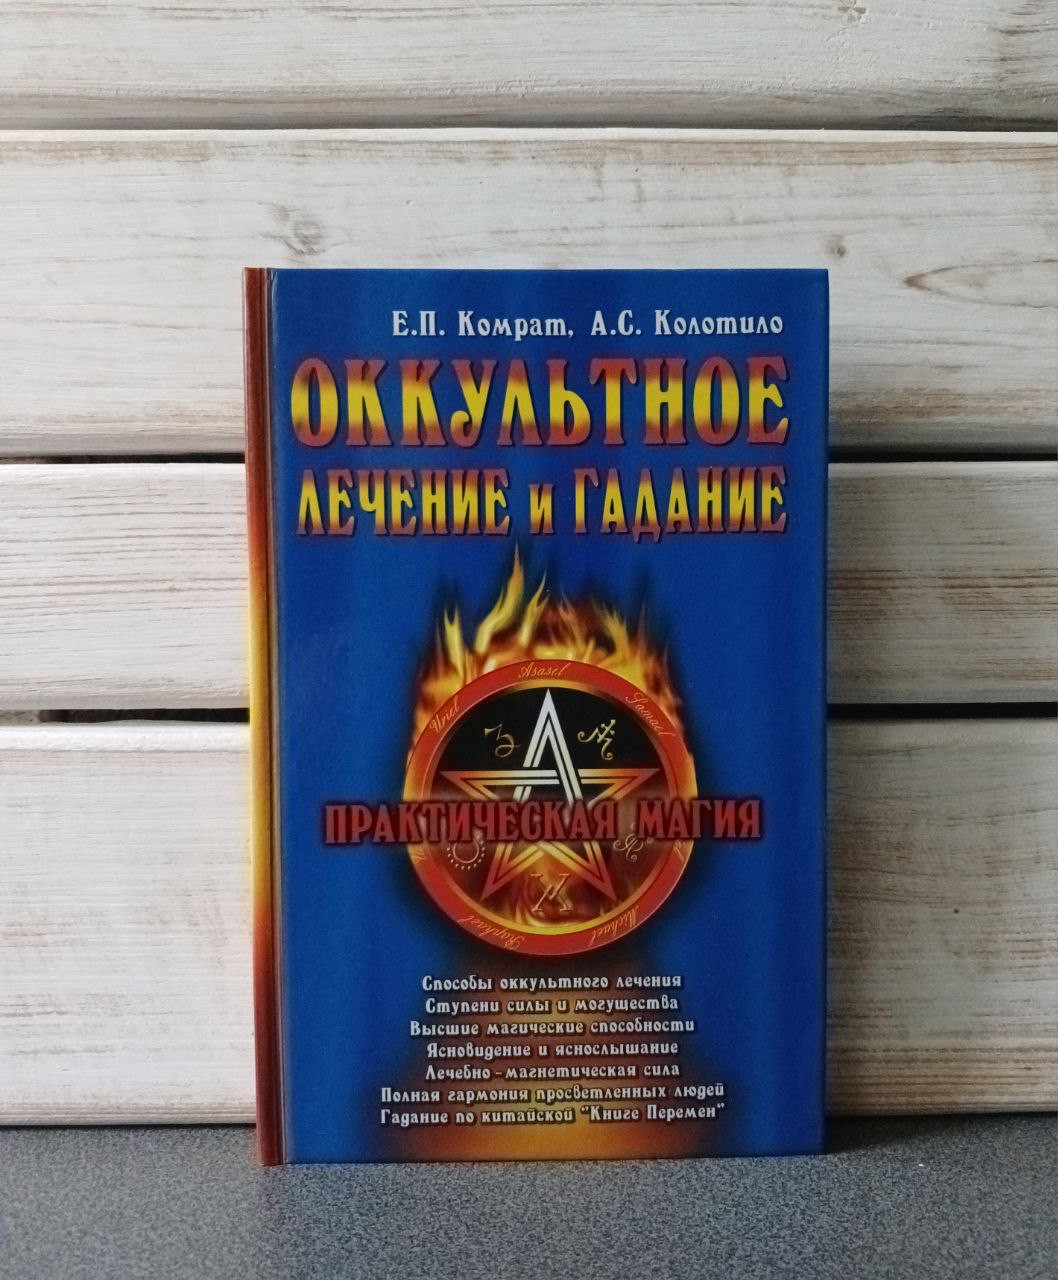 Е.П. Комрат, А.С. Колотило
ОККУЛЬТНОЕ
ЛЕЧЕНИЕ И ГАДАНИЕ
Asasel
Samael
Uriel
ПРАКТИЧЕСКАЯ МАГИЯ
Raphael
Michael
Способы оккультного лечения
Ступени силы и могущества
Высшие магические способности
Ясновидение и яснослышание
Лечебно-магнетическая сила
Полная гармония просветленных людей
Гадание по китайской "Книге Перемен"